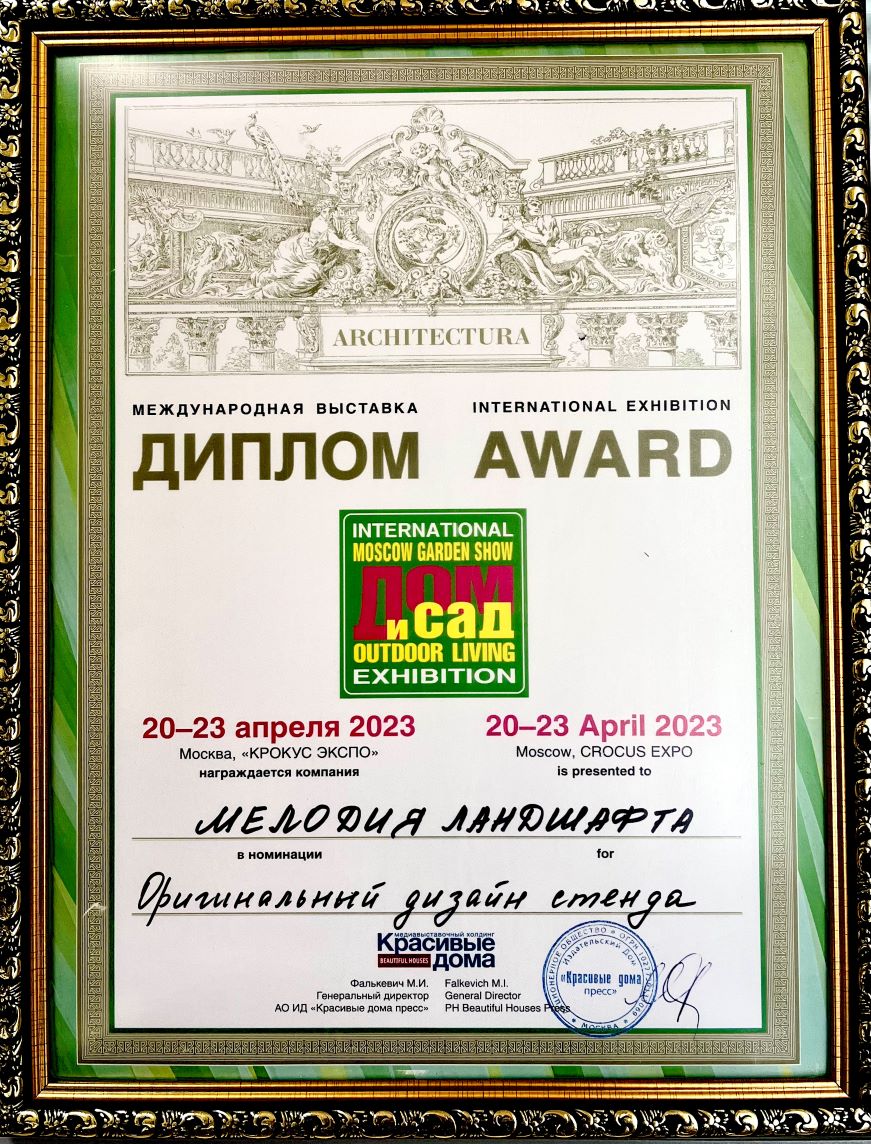 ARCHITECTURA
МЕЖДУНАРОДНАЯ ВЫСТАВКА
ДИПЛОМ
INTERNATIONAL EXHIBITION
AWARD
INTERNATIONAL
MOSCOW GARDEN SHOW
ДОМ
и сад
OUTDOOR LIVING
EXHIBITION
20–23 апреля 2023
Москва, «КРОКУС ЭКСПО»
награждается компания
20–23 April 2023
Moscow, CROCUS EXPO
is presented to
МЕЛОДИЯ ЛАНДШАФТА
в номинации
for
Оригинальный дизайн стенда
медиавыставочный холдинг
Красивые
BEAUTIFUL HOUSES
дома
Фалькевич М.И.
Генеральный директор
АО ИД «Красивые дома пресс»
Falkevich M.I.
General Director
PH Beautiful Houses Press
Издательский Дом
«Красивые дома
пресс»
МОСКВА